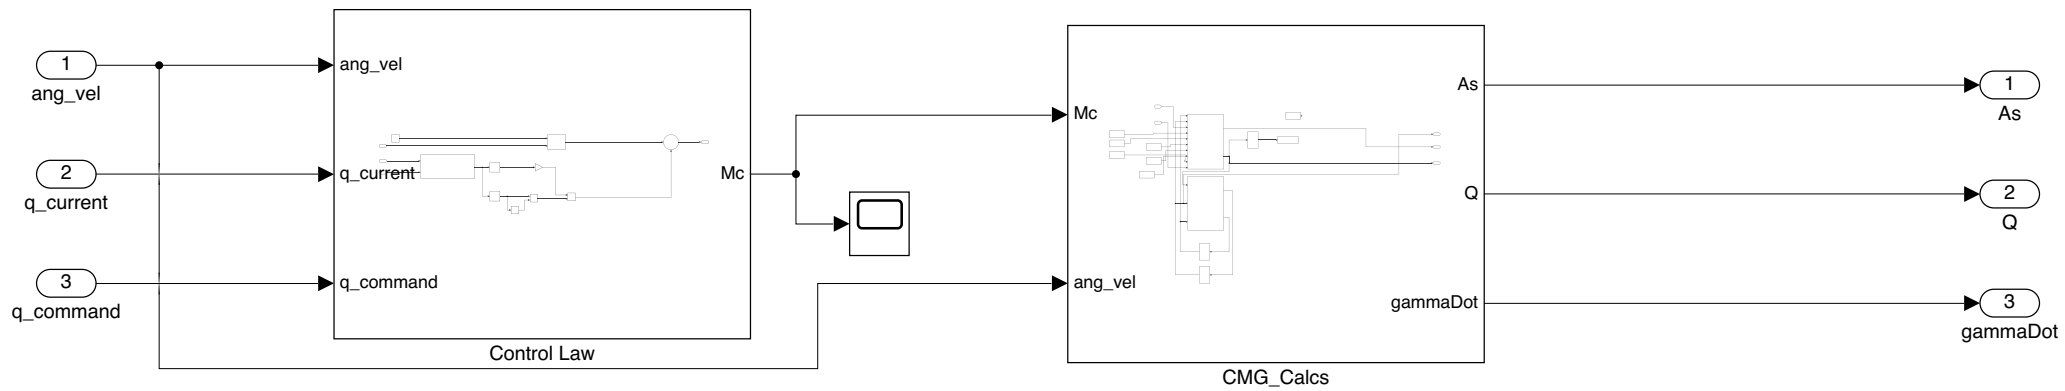 1
ang_vel
2
q_current
3
q_command
ang_vel
q_current
q_command
Mc
Control Law
Mc
ang_vel
As
Q
gammaDot
CMG_Calcs
1
As
2
Q
3
gammaDot